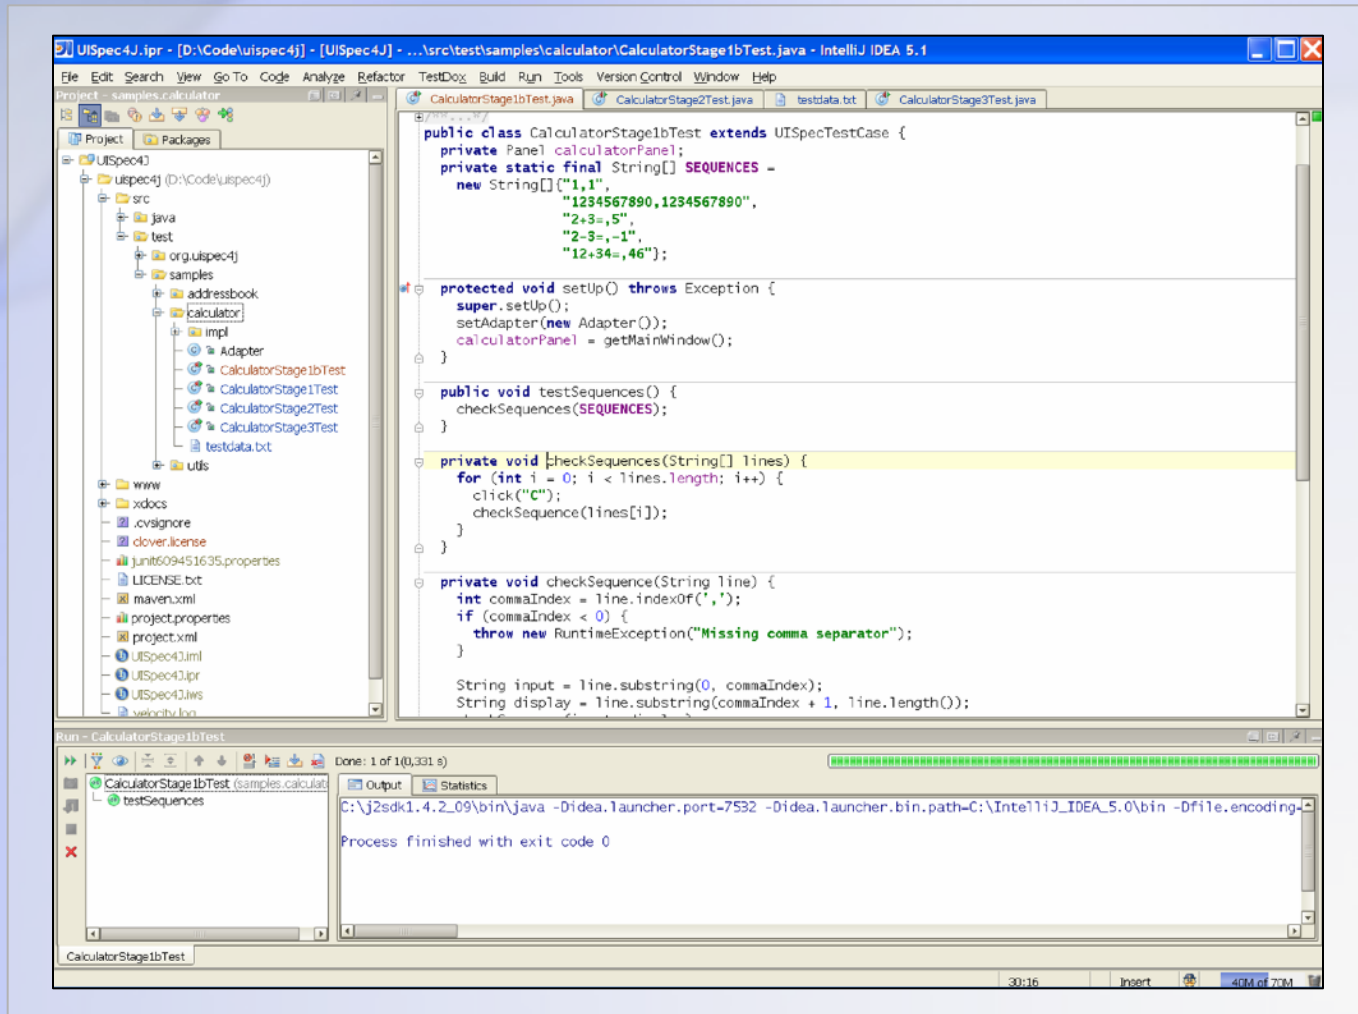 UISpec4J.ipr - [D:\Code\uispec4j] - [UISpec4J] - ...\src\test\samples\calculator\CalculatorStage1bTest.java - IntelliJ IDEA 5.1
File Edit Search View Go To Code Analyze Refactor TestDox Build Run Tools Version Control Window Help
Project - samples.calculator
Project Packages
UISpec4J
uispec4j (D:\Code\uispec4j)
src
java
test
org.uispec4j
samples
addressbook
calculator
impl
Adapter
CalculatorStage1bTest
CalculatorStage1Test
CalculatorStage2Test
CalculatorStage3Test
testdata.txt
utils
www
xdocs
.cvsignore
clover.license
junit609451635.properties
LICENSE.txt
maven.xml
project.properties
project.xml
UISpec4J.iml
UISpec4J.ipr
UISpec4J.iws
velocity.log
CalculatorStage1bTest.java CalculatorStage2Test.java testdata.txt CalculatorStage3Test.java
/**...*/
public class CalculatorStage1bTest extends UISpecTestCase {
private Panel calculatorPanel;
private static final String[] SEQUENCES =
new String[]{"1,1",
"1234567890,1234567890",
"2+3=,5",
"2-3=,-1",
"12+34=,46"};
protected void setUp() throws Exception {
super.setUp();
setAdapter(new Adapter());
calculatorPanel = getMainWindow();
}
public void testSequences() {
checkSequences(SEQUENCES);
}
private void checkSequences(String[] lines) {
for (int i = 0; i < lines.length; i++) {
click("C");
checkSequence(lines[i]);
}
}
private void checkSequence(String line) {
int commaIndex = line.indexOf(',');
if (commaIndex < 0) {
throw new RuntimeException("Missing comma separator");
}
String input = line.substring(0, commaIndex);
String display = line.substring(commaIndex + 1, line.length());
Run - CalculatorStage1bTest
Done: 1 of 1(0,331 s)
CalculatorStage1bTest (samples.calculat
testSequences
Output Statistics
C:\j2sdk1.4.2_09\bin\java -Didea.launcher.port=7532 -Didea.launcher.bin.path=C:\IntelliJ_IDEA_5.0\bin -Dfile.encoding=
Process finished with exit code 0
CalculatorStage1bTest
30:16 Insert 40M of 70M